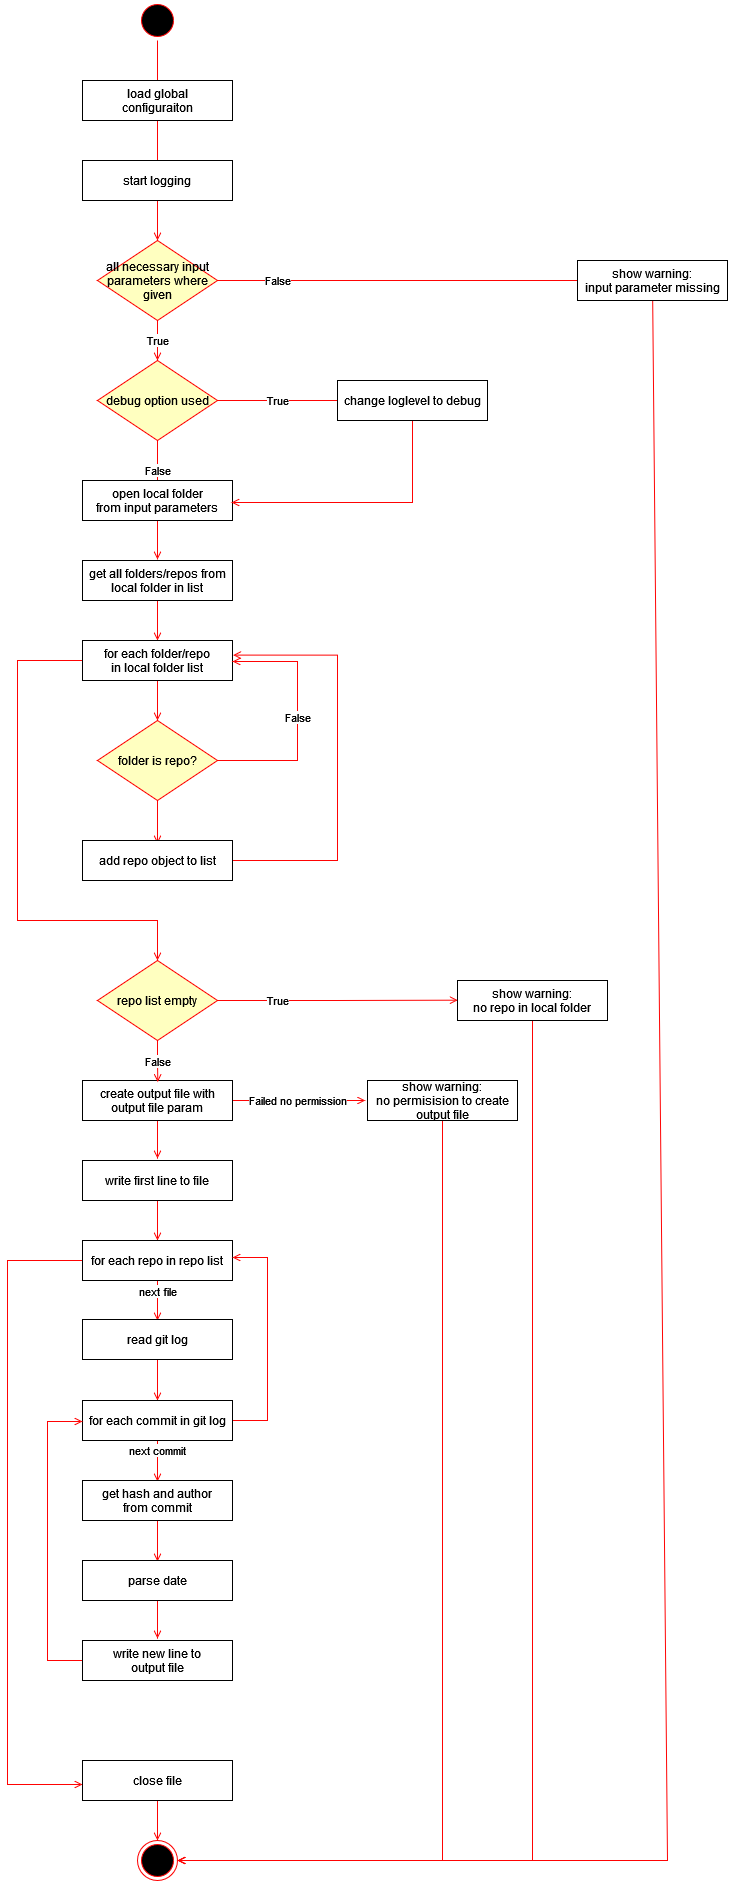 load global
configuraiton
start logging
all necessary input
parameters where
given
False
show warning:
input parameter missing
True
debug option used
True
change loglevel to debug
False
open local folder
from input parameters
get all folders/repos from
local folder in list
for each folder/repo
in local folder list
False
folder is repo?
add repo object to list
repo list empty
True
show warning:
no repo in local folder
False
create output file with
output file param
Failed no permission
show warning:
no permisision to create
output file
write first line to file
for each repo in repo list
next file
read git log
for each commit in git log
next commit
get hash and author
from commit
parse date
write new line to
output file
close file